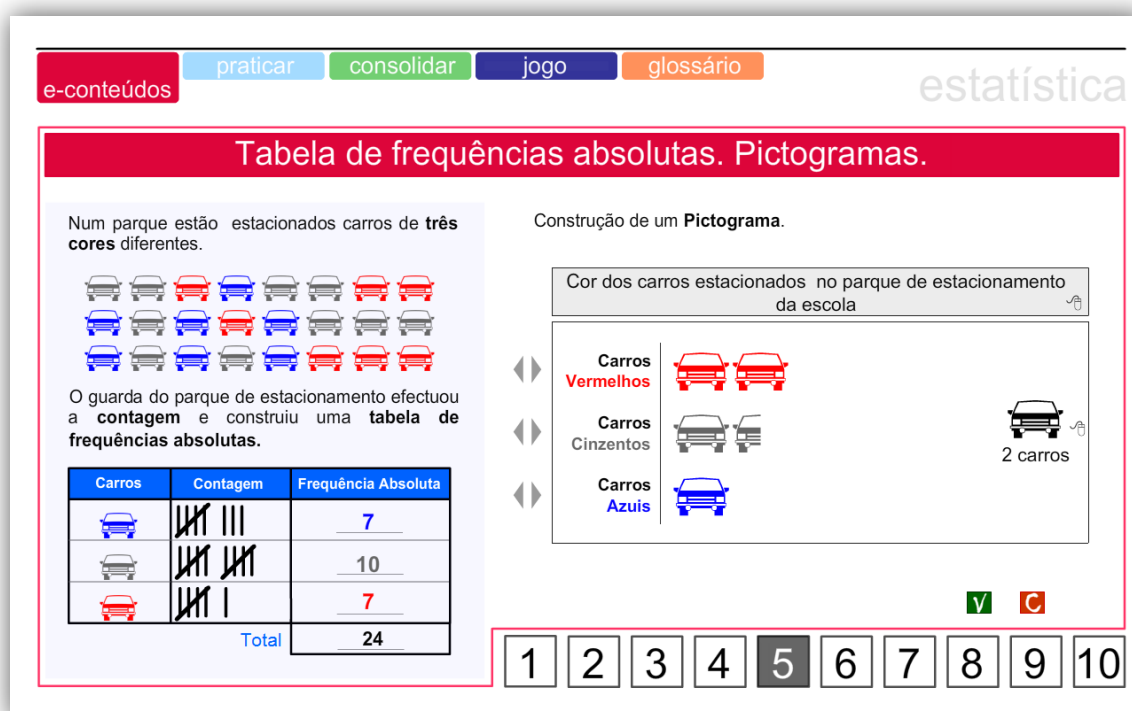 praticar
consolidar
jogo
glossário
e-conteúdos
estatística
Tabela de frequências absolutas. Pictogramas.
Num parque estão estacionados carros de três
cores diferentes.
O guarda do parque de estacionamento efectuou
a contagem e construiu uma tabela de
frequências absolutas.
Carros Contagem Frequência Absoluta
7
10
7
Total 24
Construção de um Pictograma.
Cor dos carros estacionados no parque de estacionamento
da escola
Carros
Vermelhos
Carros
Cinzentos
Carros
Azuis
2 carros
V C
1 2 3 4 5 6 7 8 9 10